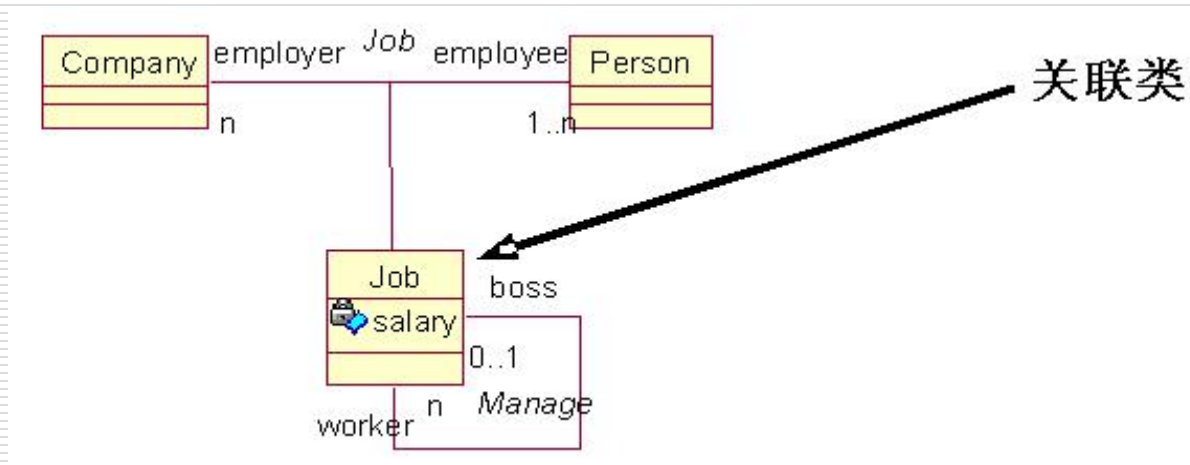 Company employer Job employee Person
关联类
n 1..n
Job
boss
salary
0..1
n Manage
worker